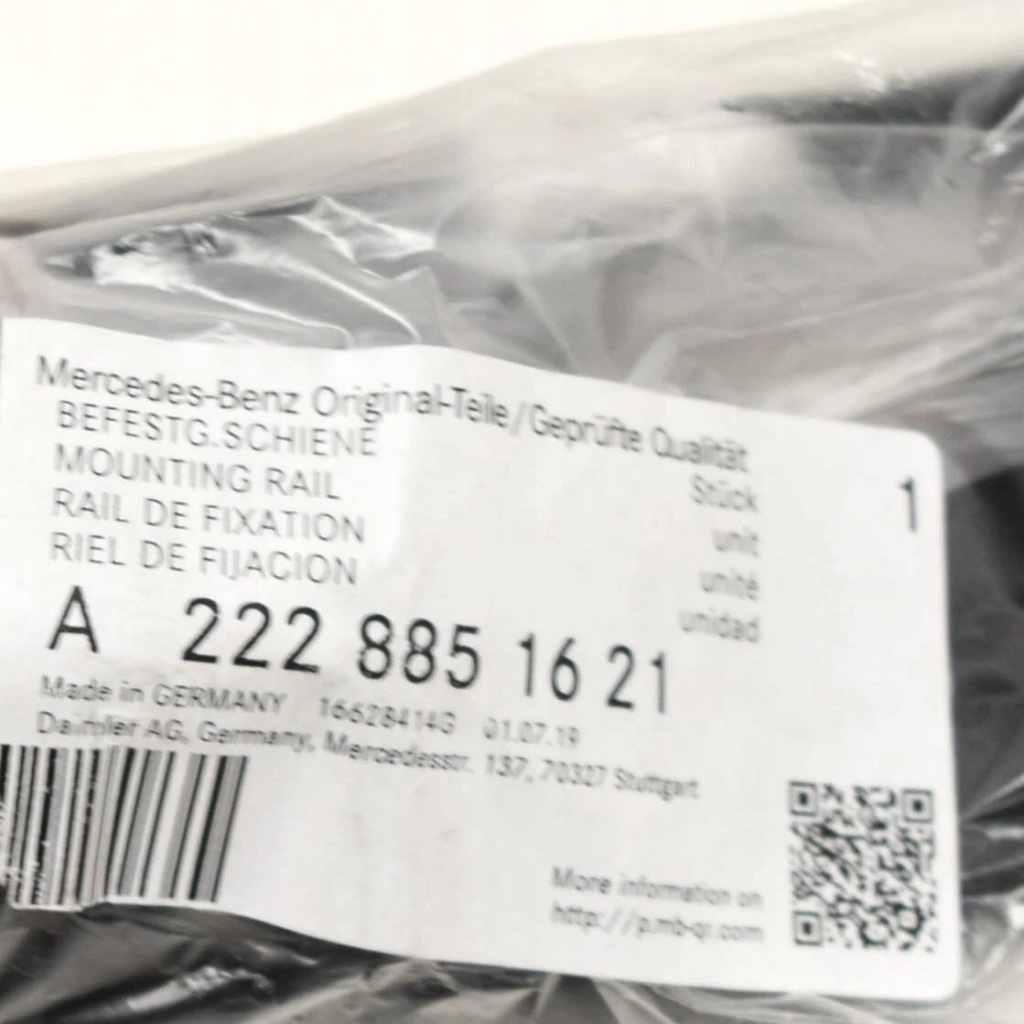 Mercedes-Benz Original-Teile/Geprüfte Qualität
BEFESTG.SCHIENE Stück 1
MOUNTING RAIL unit
RAIL DE FIXATION unité
RIEL DE FIJACION unidad
A 222 885 16 21
Made in GERMANY 16628414G 01.07.19
Daimler AG, Germany, Mercedesstr. 137, 70327 Stuttgart
More information on
http://p.mb-qr.com